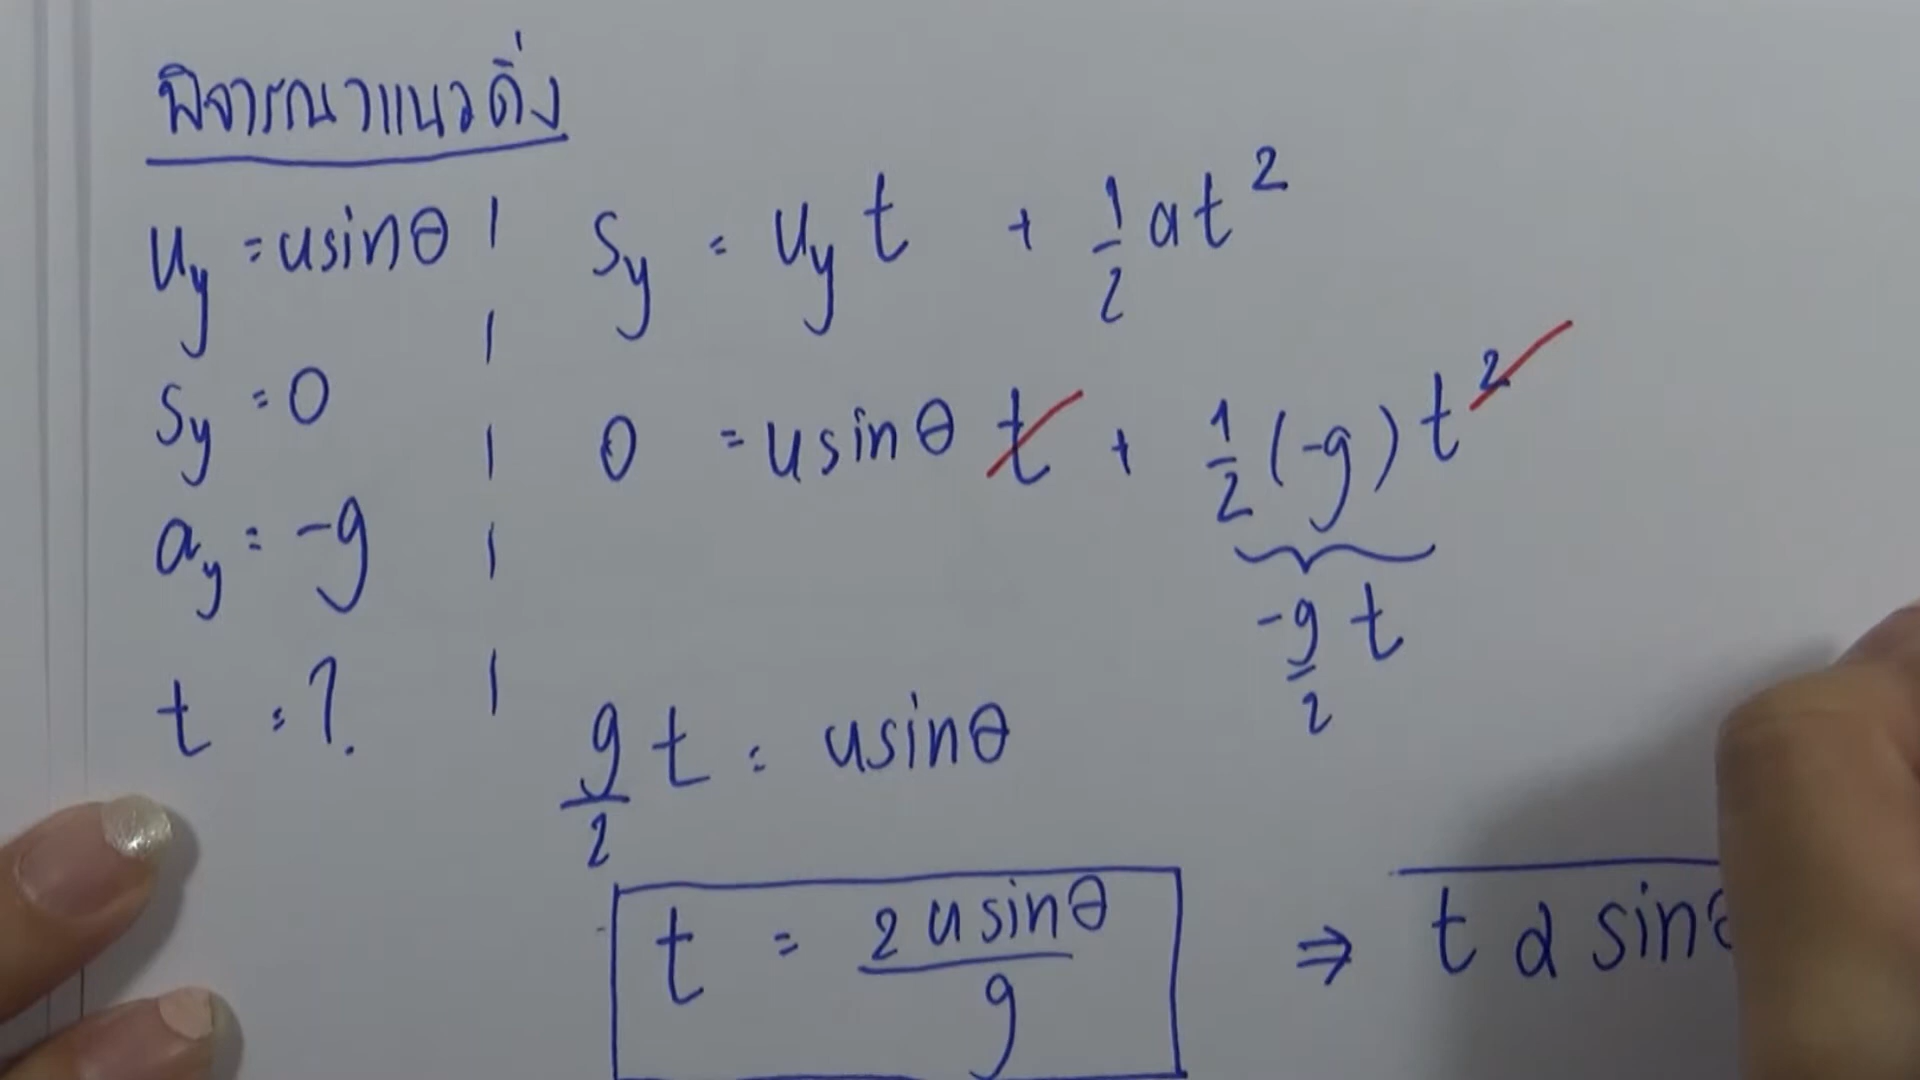 พิจารณาแนวดิ่ง
u_y = usinθ
s_y = 0
a_y = -g
t = ?
s_y = u_y t + 1/2 at²
0 = usinθ t + 1/2 (-g) t²
-g/2 t
g/2 t = usinθ
t = 2usinθ/g ⇒ t α sin